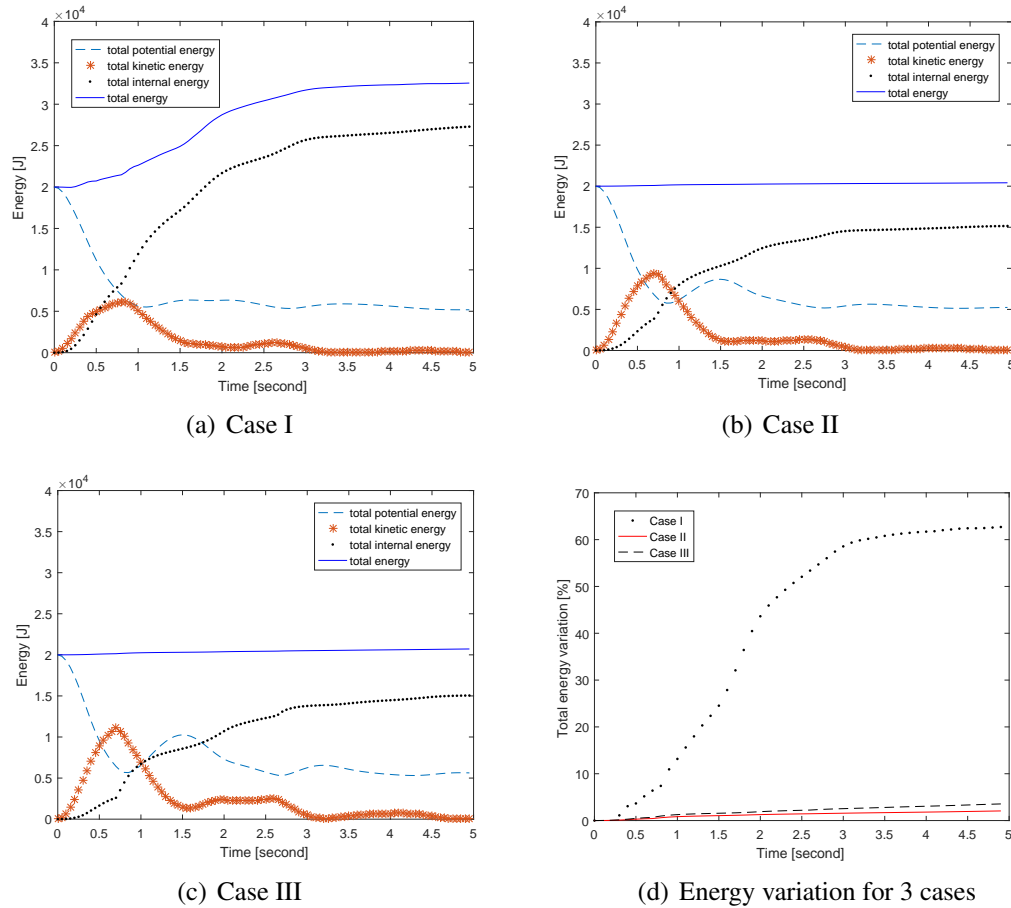 ×10⁴
4
3.5
3
2.5
2
1.5
1
0.5
0
Energy [J]
total potential energy
total kinetic energy
total internal energy
total energy
0 0.5 1 1.5 2 2.5 3 3.5 4 4.5 5
Time [second]
(a) Case I
×10⁴
4
3.5
3
2.5
2
1.5
1
0.5
0
Energy [J]
total potential energy
total kinetic energy
total internal energy
total energy
0 0.5 1 1.5 2 2.5 3 3.5 4 4.5 5
Time [second]
(b) Case II
×10⁴
4
3.5
3
2.5
2
1.5
1
0.5
0
Energy [J]
total potential energy
total kinetic energy
total internal energy
total energy
0 0.5 1 1.5 2 2.5 3 3.5 4 4.5 5
Time [second]
(c) Case III
70
60
50
40
30
20
10
0
Total energy variation [%]
Case I
Case II
Case III
0 0.5 1 1.5 2 2.5 3 3.5 4 4.5 5
Time [second]
(d) Energy variation for 3 cases